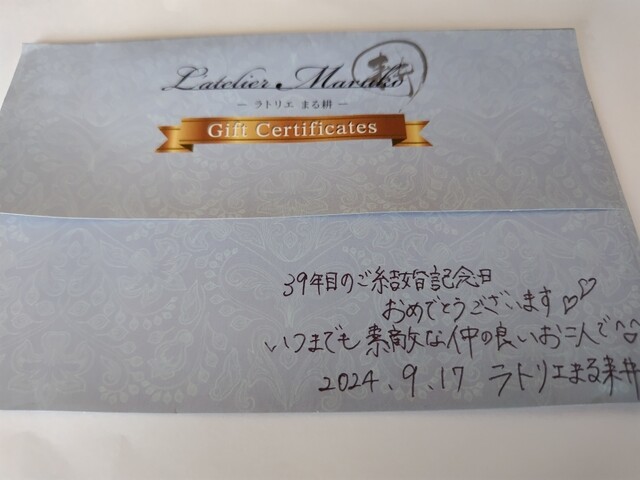 L'atelier Maruko
耕
― ラトリエ まる耕 ―
Gift Certificates
39年目のご結婚記念日
おめでとうございます♡♡
いつまでも素敵な仲の良いお二人で^^
2024.9.17 ラトリエまる耕